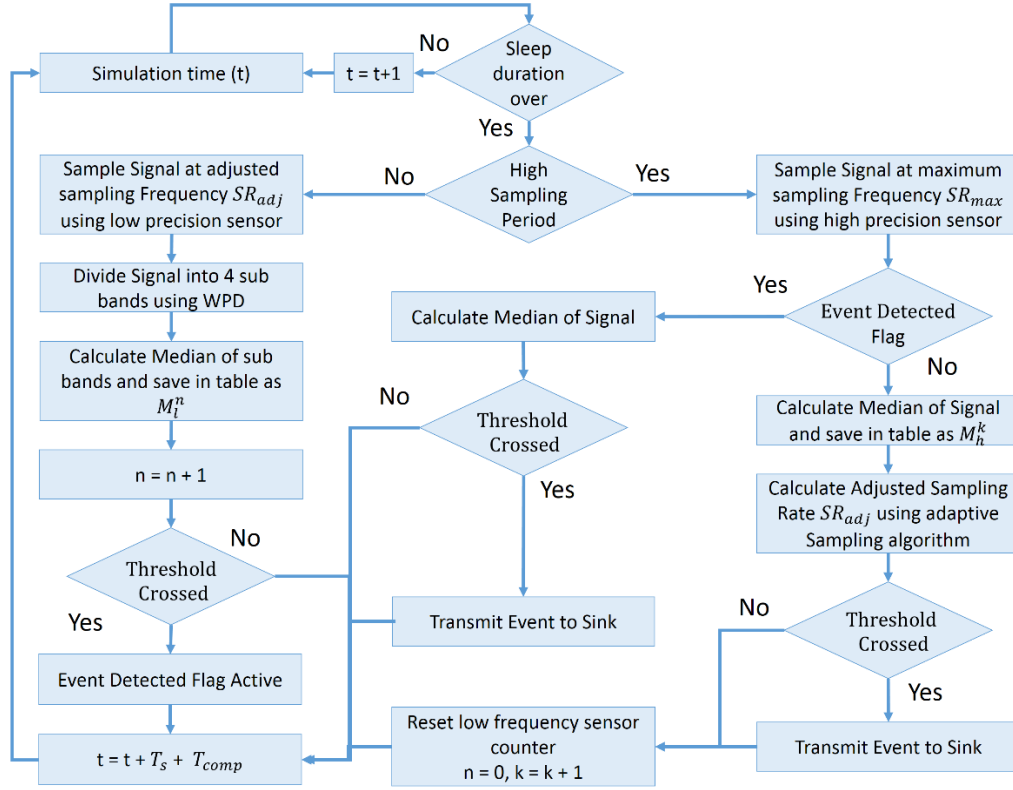 No
Sleep
duration
over
Simulation time (t)
t = t+1
Yes
Sample Signal at adjusted
sampling Frequency SR_adj
using low precision sensor
No
High
Sampling
Period
Yes
Sample Signal at maximum
sampling Frequency SR_max
using high precision sensor
Divide Signal into 4 sub
bands using WPD
Yes
Calculate Median of Signal
Event Detected
Flag
Calculate Median of sub
bands and save in table as
M_l^n
No
No
Threshold
Crossed
Calculate Median of Signal
and save in table as M_h^k
n = n + 1
Yes
Calculate Adjusted Sampling
Rate SR_adj using adaptive
Sampling algorithm
No
Threshold
Crossed
Yes
Transmit Event to Sink
No
Threshold
Crossed
Event Detected Flag Active
Yes
Reset low frequency sensor
counter
n = 0, k = k + 1
Transmit Event to Sink
t = t + T_s + T_comp